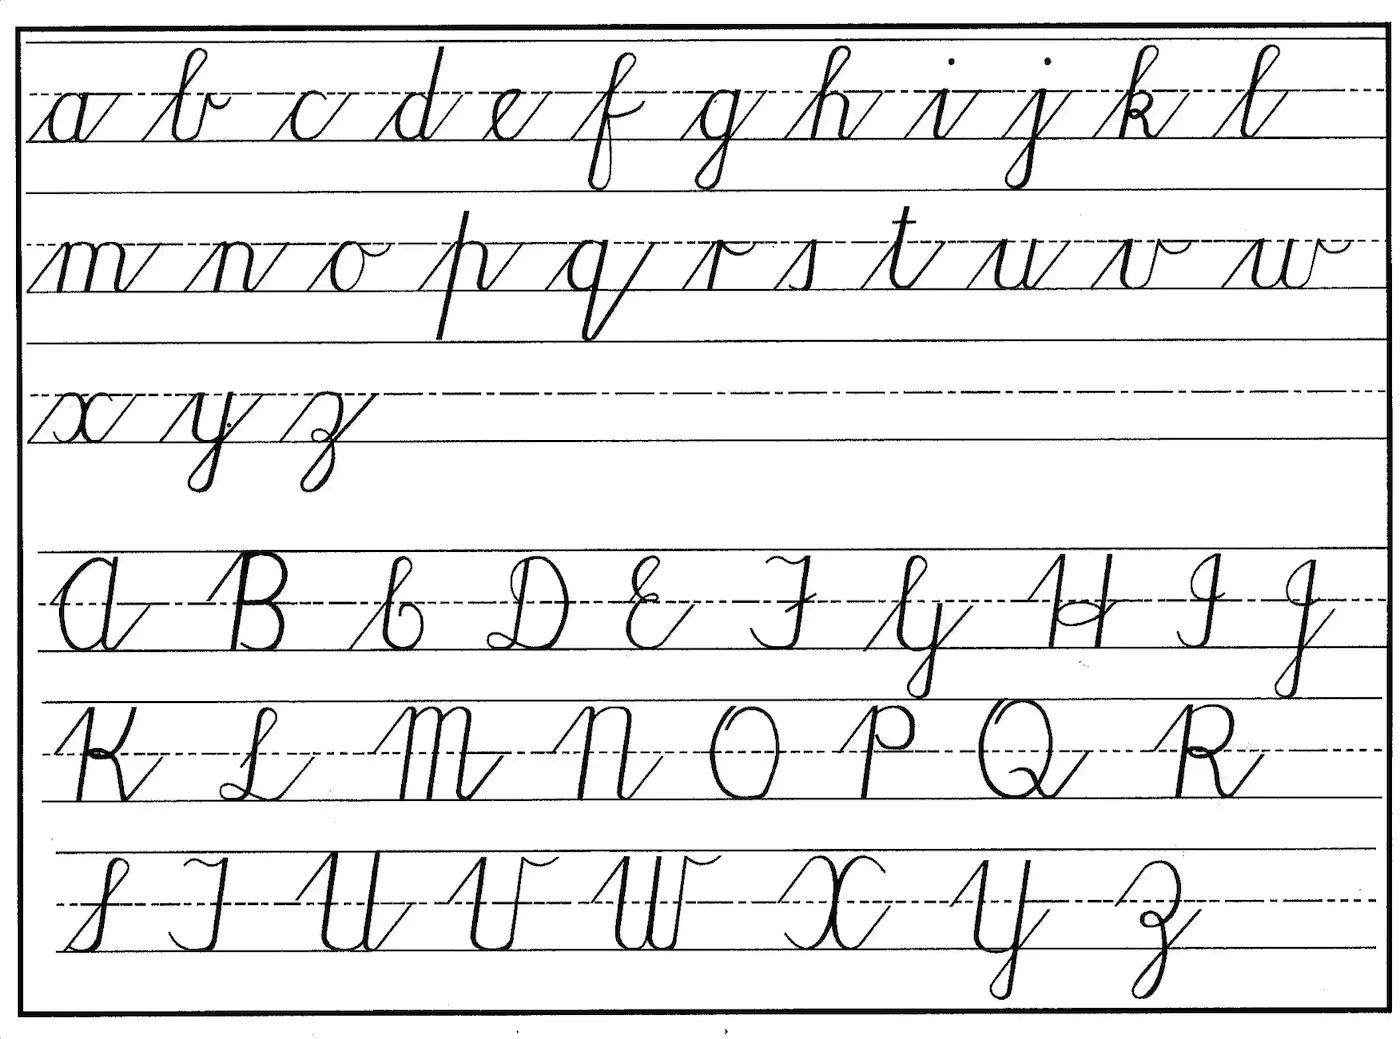 a b c d e f g h i j k l
m n o p q r s t u v w
x y z
A B C D E F G H I J
K L M N O P Q R
S T U V W X Y Z